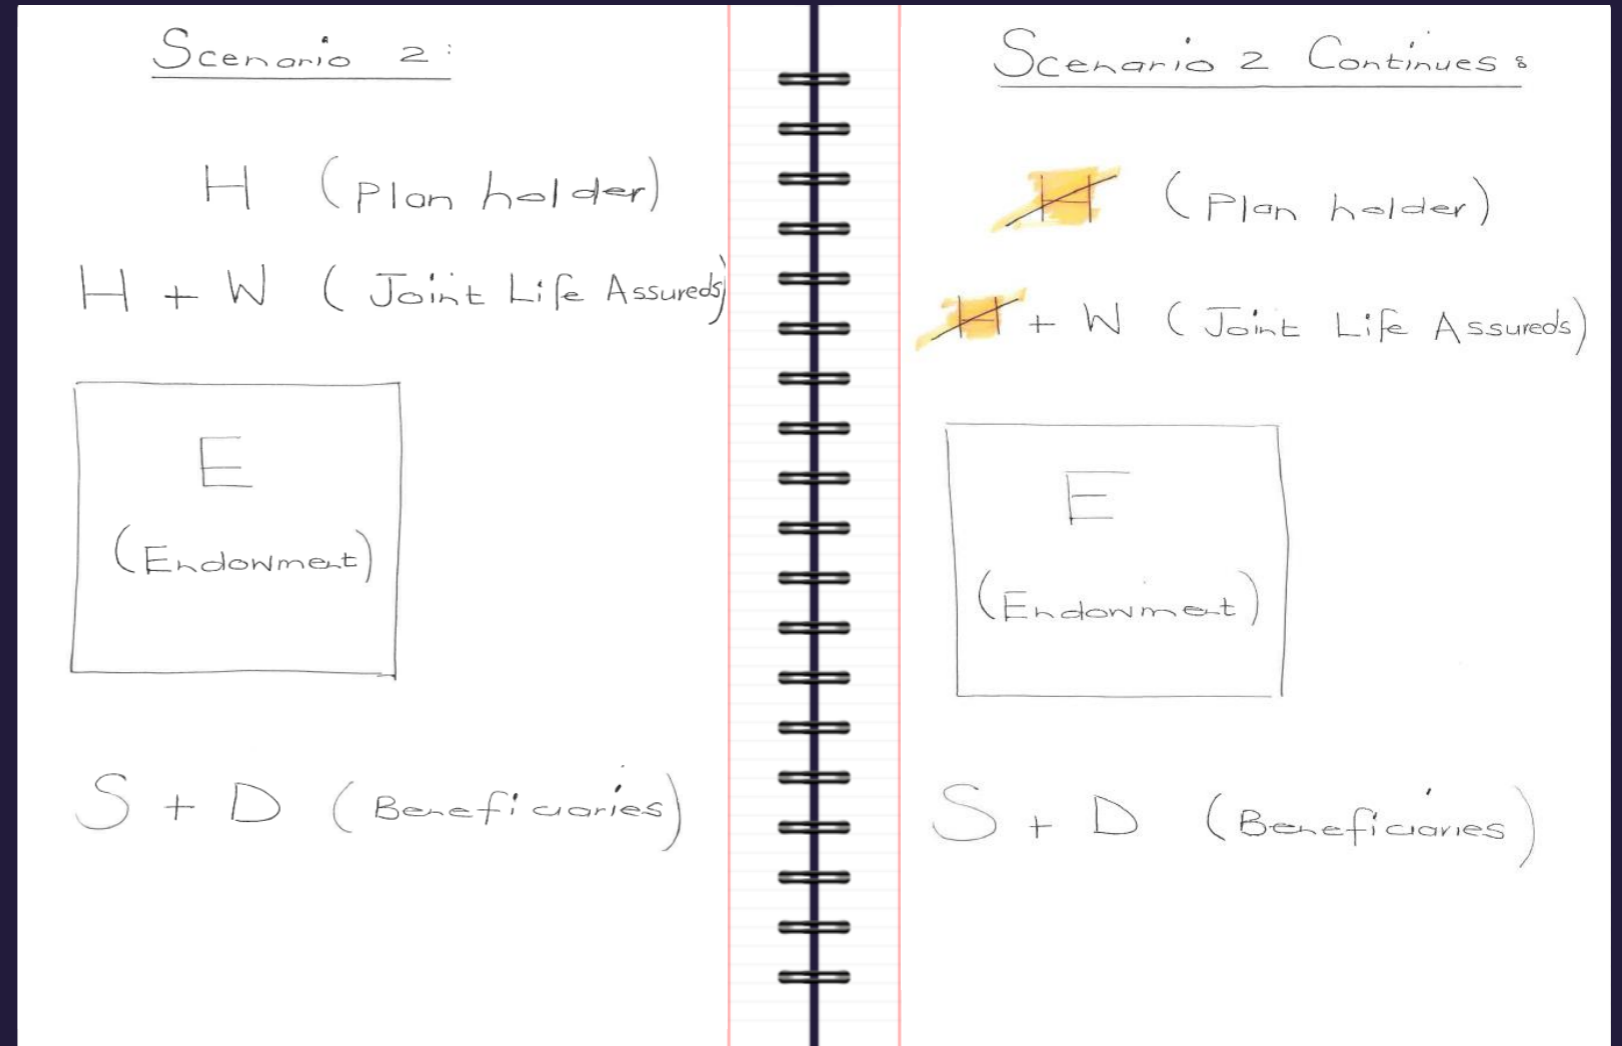 Scenario 2:
H (Plan holder)
H + W (Joint Life Assureds)
E
(Endowment)
S + D (Beneficiaries)
Scenario 2 Continues:
H (Plan holder)
H + W (Joint Life Assureds)
E
(Endowment)
S + D (Beneficiaries)